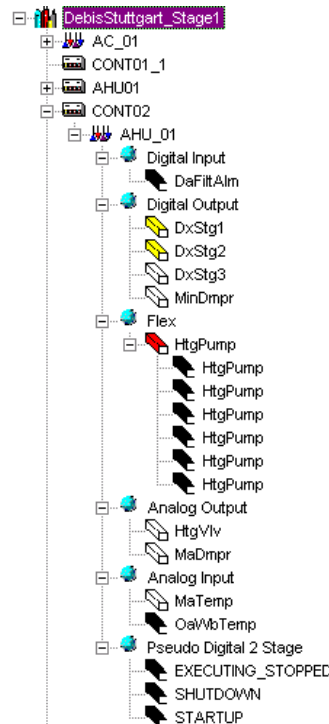 DebisStuttgart_Stage1
AC_01
CONT01_1
AHU01
CONT02
AHU_01
Digital Input
DaFiltAlm
Digital Output
DxStg1
DxStg2
DxStg3
MinDmpr
Flex
HtgPump
HtgPump
HtgPump
HtgPump
HtgPump
HtgPump
HtgPump
Analog Output
HtgVlv
MaDmpr
Analog Input
MaTemp
OaWbTemp
Pseudo Digital 2 Stage
EXECUTING_STOPPED
SHUTDOWN
STARTUP